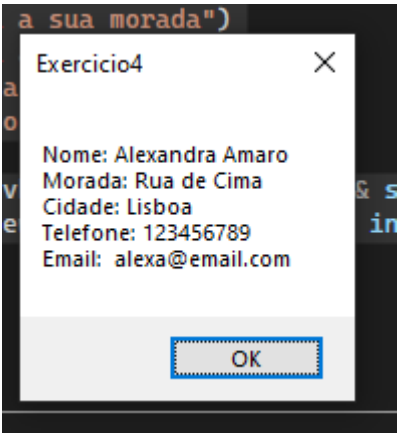 a sua morada")
Exercicio4
a
o
Nome: Alexandra Amaro
Morada: Rua de Cima
v & s
Cidade: Lisboa
e in
Telefone: 123456789
Email:  alexa@email.com
OK